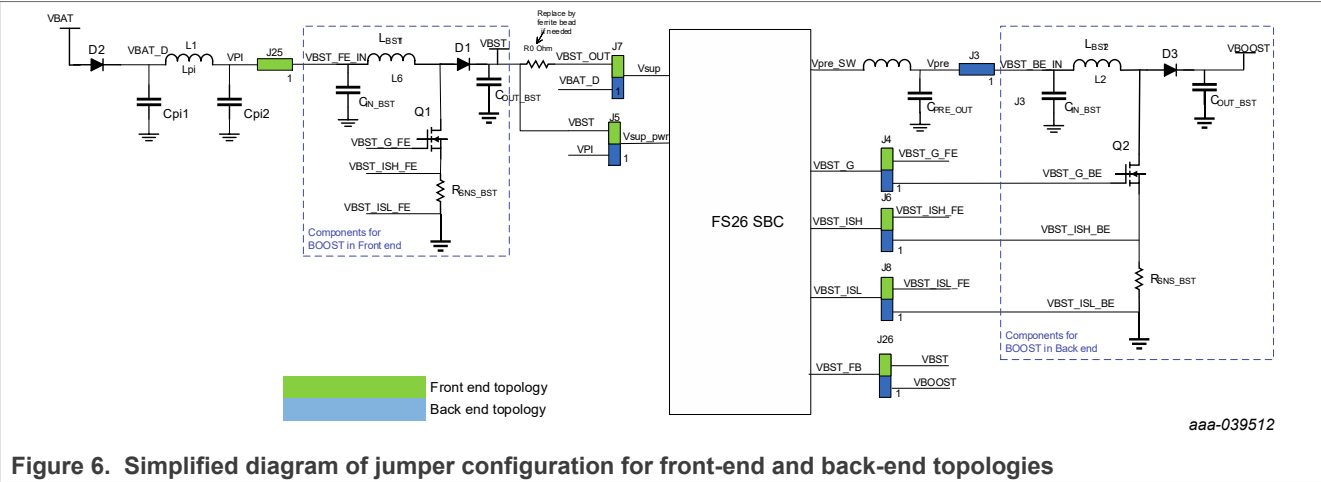 VBAT
D2
VBAT_D
L1
Lpi
VPI
J25
1
Cpi1
Cpi2
VBST_FE_IN
LBST1
L6
D1
VBST
CIN_BST
COUT_BST
Q1
VBST_G_FE
VBST_ISH_FE
RSNS_BST
VBST_ISL_FE
Components for
BOOST in Front end
Replace by
ferrite bead
if needed
R0 Ohm
VBST_OUT
J7
VBAT_D
1
Vsup
VBST
J5
VPI
1
Vsup_pwr
FS26 SBC
Vpre_SW
Vpre
CPRE_OUT
J3
1
VBST_BE_IN
J3
CIN_BST
LBST2
L2
D3
VBOOST
COUT_BST
Q2
J4
VBST_G
VBST_G_FE
VBST_G_BE
1
J6
VBST_ISH
VBST_ISH_FE
VBST_ISH_BE
1
J8
VBST_ISL
VBST_ISL_FE
VBST_ISL_BE
1
RSNS_BST
Components for
BOOST in Back end
J26
VBST_FB
VBST
VBOOST
1
Front end topology
Back end topology
aaa-039512
Figure 6. Simplified diagram of jumper configuration for front-end and back-end topologies